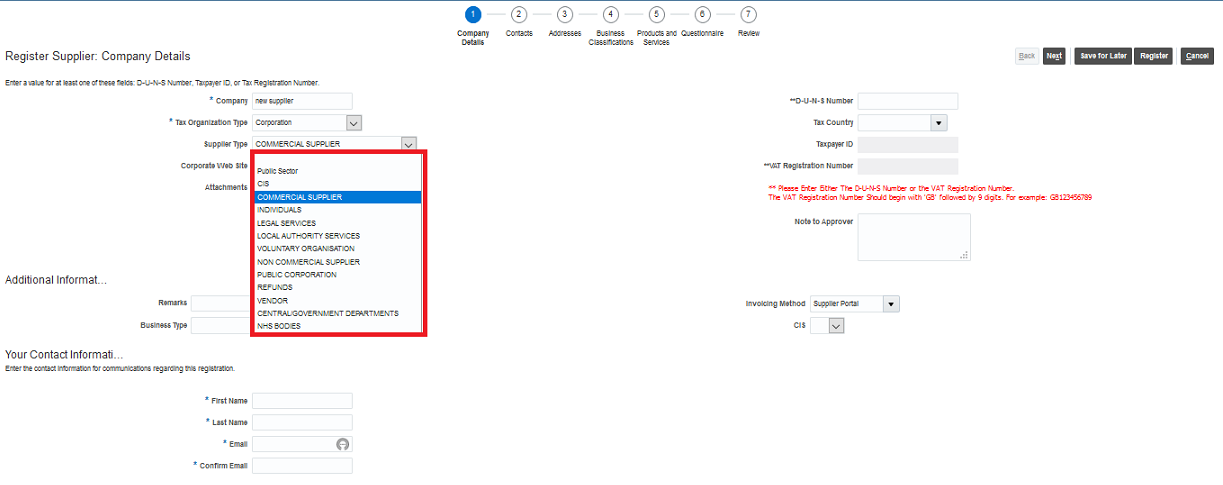 1 2 3 4 5 6 7
Company Details Contacts Addresses Business Classifications Products and Services Questionnaire Review
Register Supplier: Company Details
Back Next Save for Later Register Cancel
Enter a value for at least one of these fields: D-U-N-S Number, Taxpayer ID, or Tax Registration Number.
* Company new supplier
**D-U-N-S Number
* Tax Organization Type Corporation
Tax Country
Supplier Type COMMERCIAL SUPPLIER
Taxpayer ID
Corporate Web Site
**VAT Registration Number
Attachments
Public Sector
CIS
COMMERCIAL SUPPLIER
INDIVIDUALS
LEGAL SERVICES
LOCAL AUTHORITY SERVICES
VOLUNTARY ORGANISATION
NON COMMERCIAL SUPPLIER
PUBLIC CORPORATION
REFUNDS
VENDOR
CENTRAL/GOVERNMENT DEPARTMENTS
NHS BODIES
** Please Enter Either The D-U-N-S Number or the VAT Registration Number.
The VAT Registration Number Should begin with 'GB' followed by 9 digits. For example: GB123456789
Note to Approver
Additional Informat...
Remarks
Invoicing Method Supplier Portal
Business Type
CIS
Your Contact Informati...
Enter the contact information for communications regarding this registration.
* First Name
* Last Name
* Email
* Confirm Email